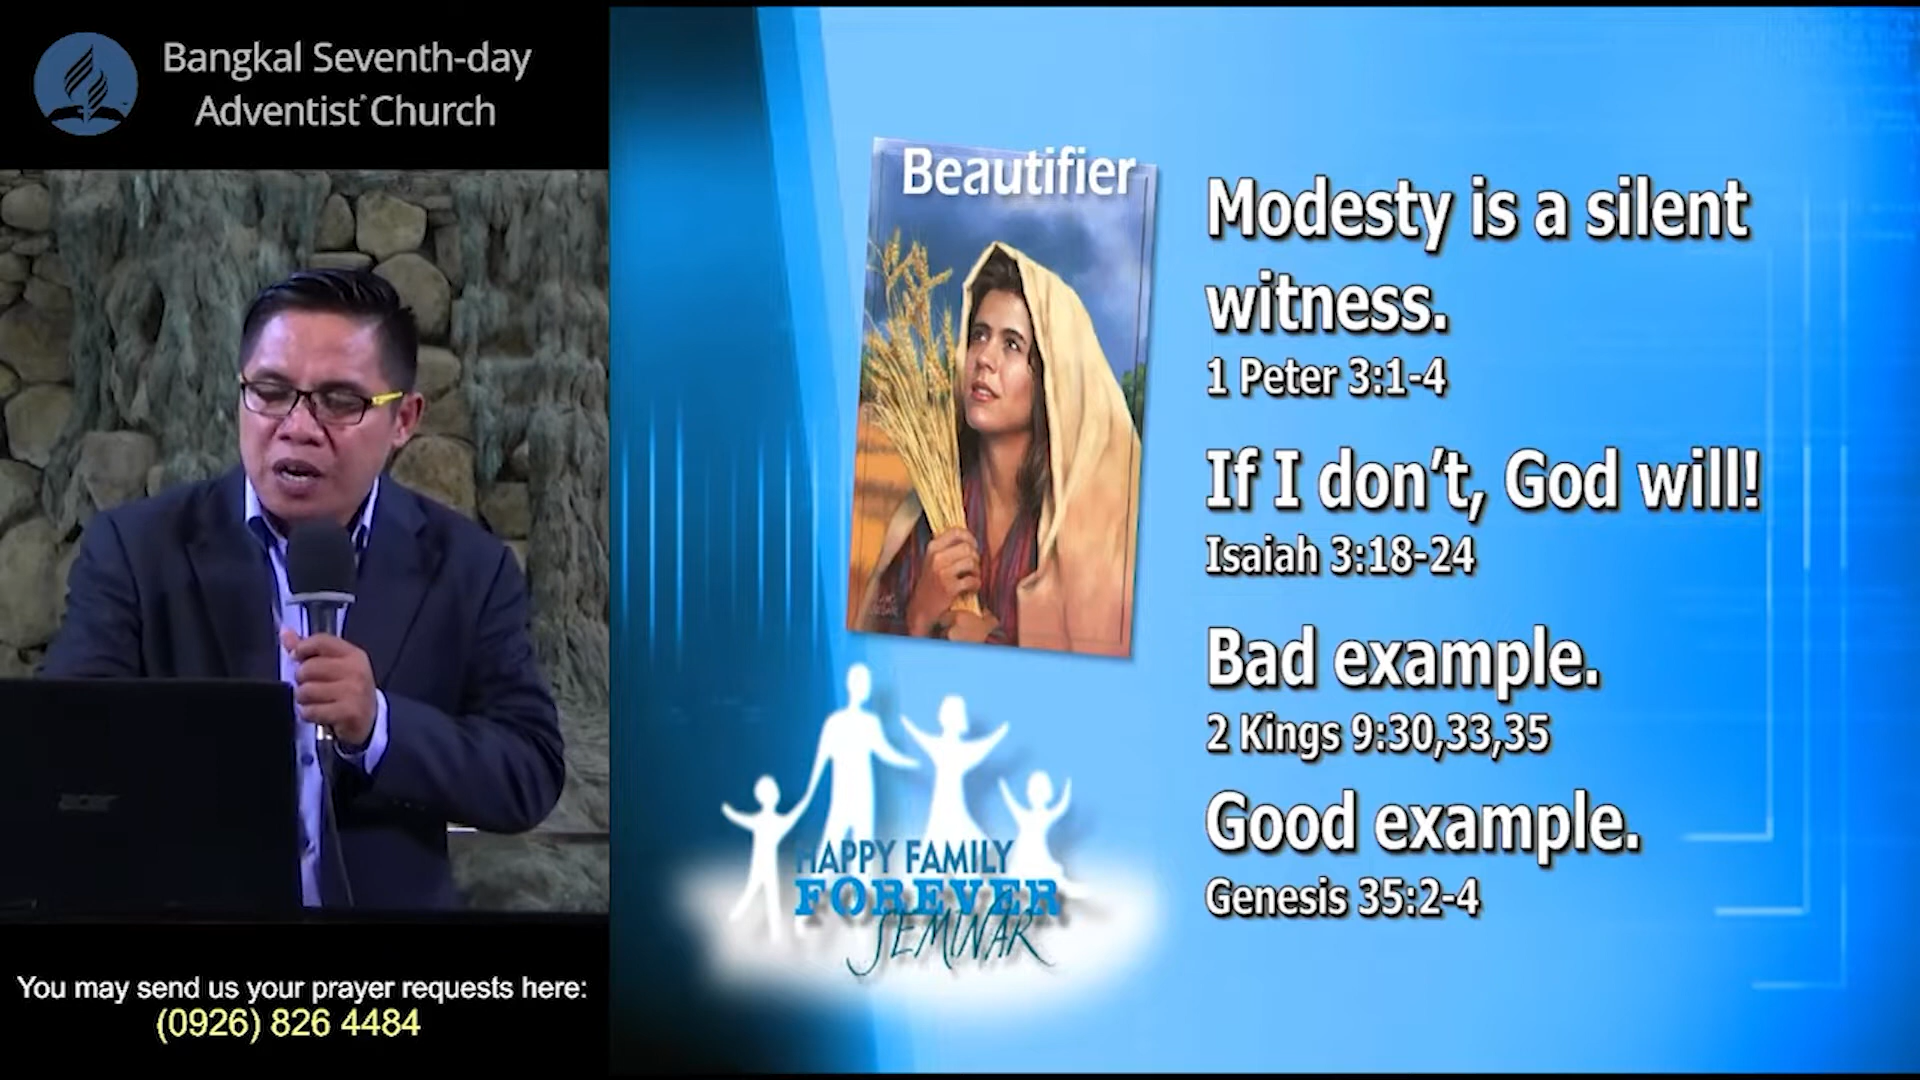 Bangkal Seventh-day
Adventist Church
Beautifier
Modesty is a silent
witness.
1 Peter 3:1-4
If I don't, God will!
Isaiah 3:18-24
Bad example.
2 Kings 9:30,33,35
Good example.
Genesis 35:2-4
HAPPY FAMILY
FOREVER
SEMINAR
acer
You may send us your prayer requests here:
(0926) 826 4484